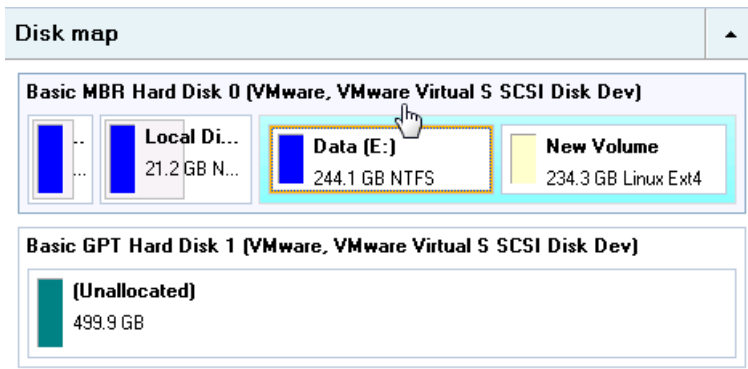 Disk map
Basic MBR Hard Disk 0 (VMware, VMware Virtual S SCSI Disk Dev)
..
...
Local Di...
21.2 GB N...
Data (E:)
244.1 GB NTFS
New Volume
234.3 GB Linux Ext4
Basic GPT Hard Disk 1 (VMware, VMware Virtual S SCSI Disk Dev)
(Unallocated)
499.9 GB